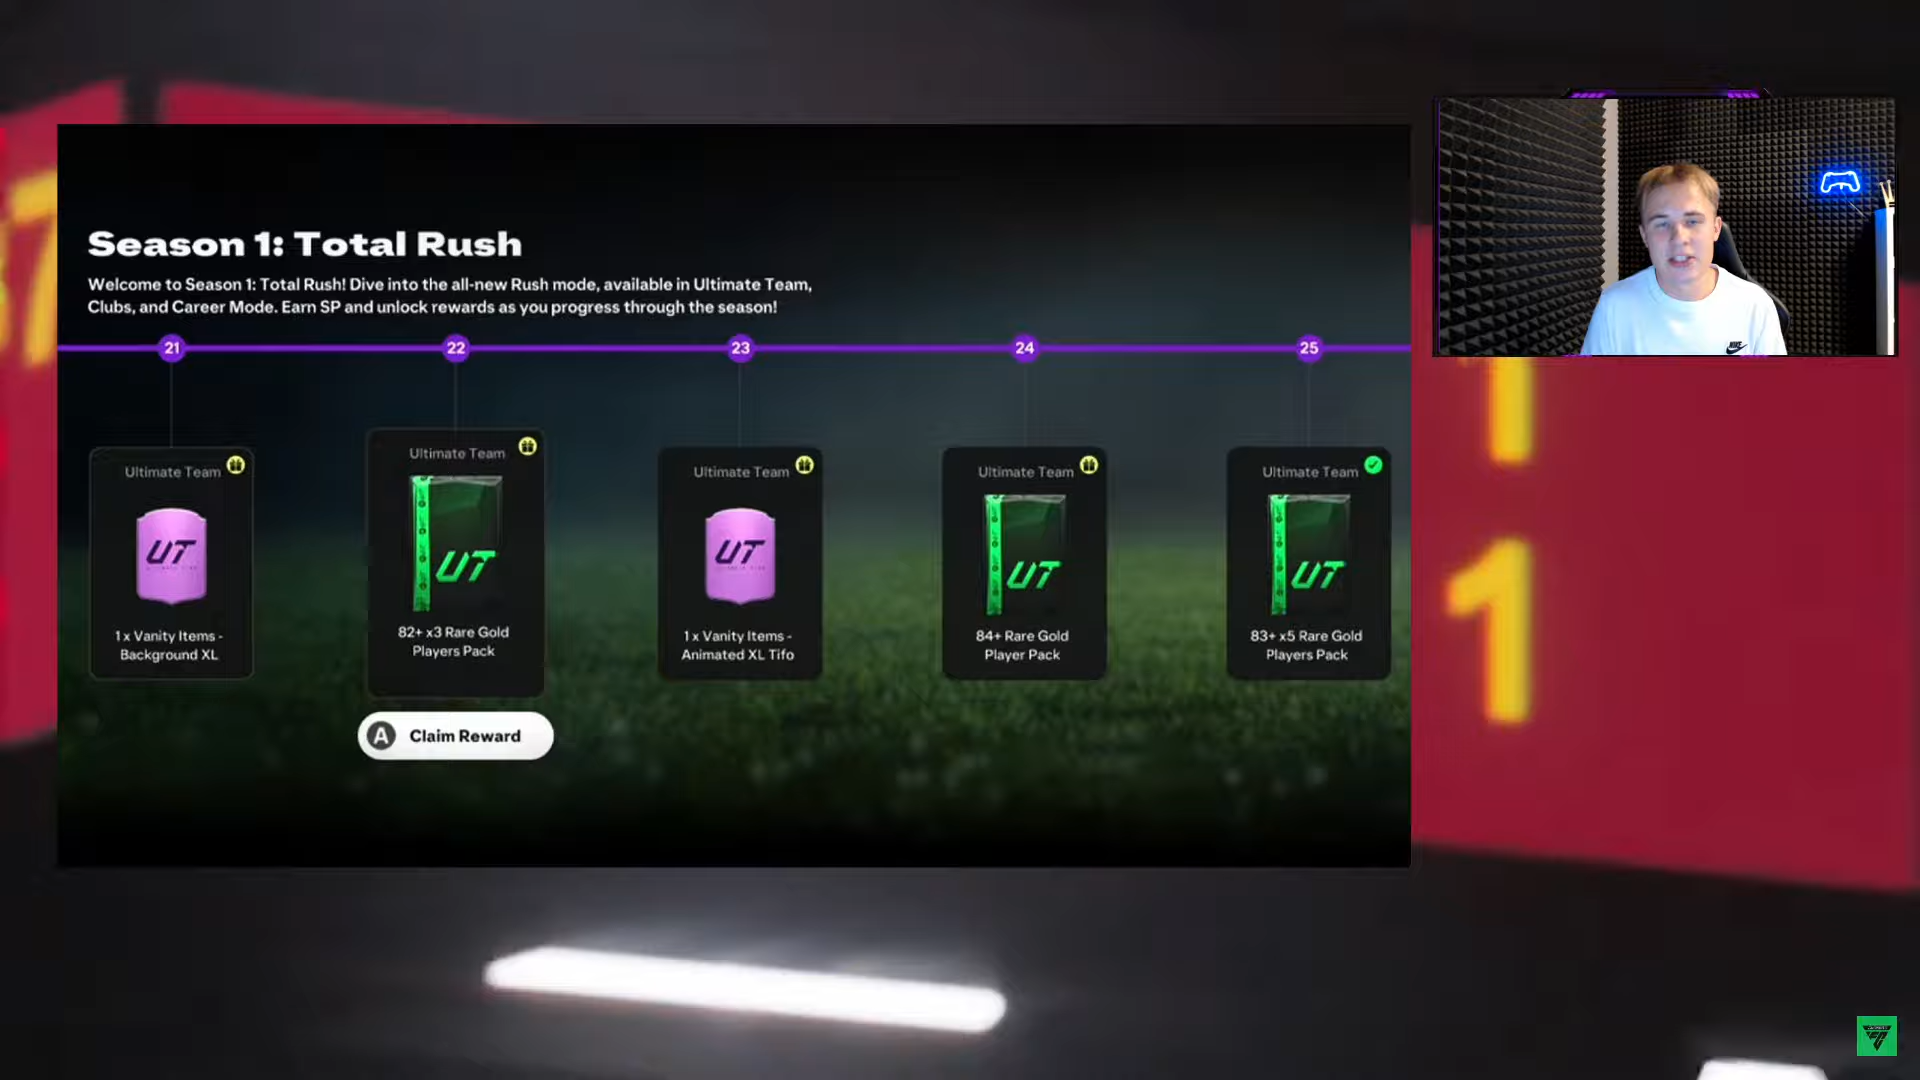 Season 1: Total Rush
Welcome to Season 1: Total Rush! Dive into the all-new Rush mode, available in Ultimate Team,
Clubs, and Career Mode. Earn SP and unlock rewards as you progress through the season!
21
22
23
24
25
Ultimate Team
UT
1 x Vanity Items -
Background XL
Ultimate Team
UT
82+ x3 Rare Gold
Players Pack
A Claim Reward
Ultimate Team
UT
1 x Vanity Items -
Animated XL Tifo
Ultimate Team
UT
84+ Rare Gold
Player Pack
Ultimate Team
UT
83+ x5 Rare Gold
Players Pack
7
1
1